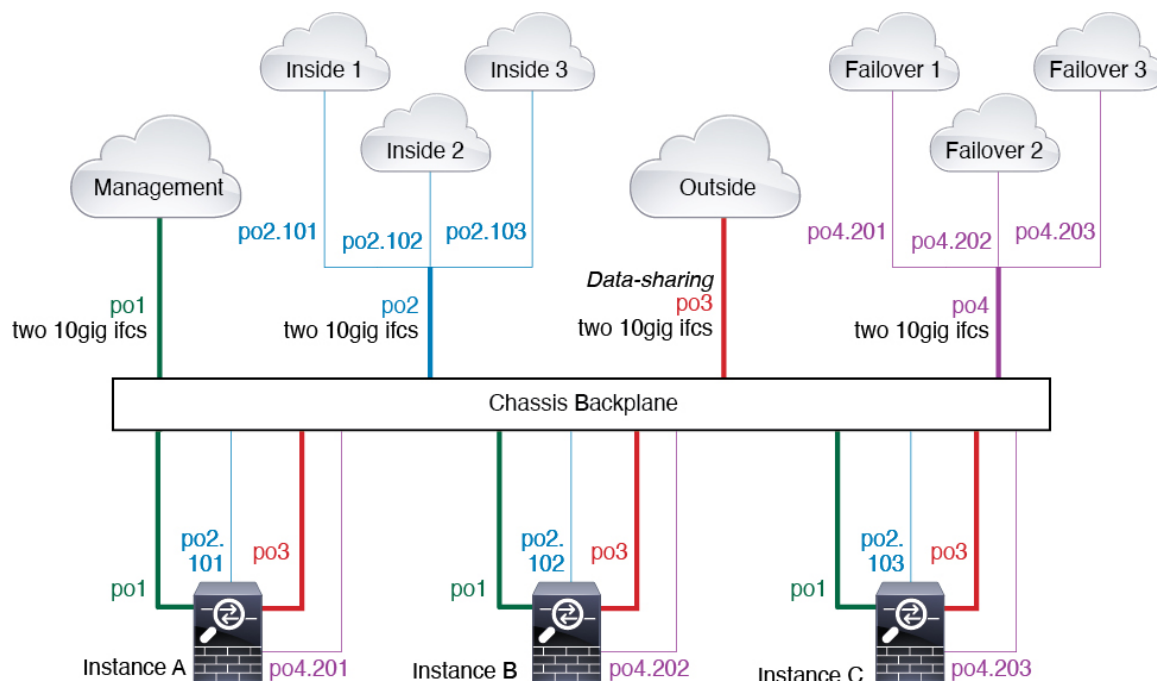 Inside 1
Inside 3
Failover 1
Failover 3
Inside 2
Failover 2
Management
Outside
po2.101
po2.102
po2.103
po4.201
po4.202
po4.203
Data-sharing
po1
two 10gig ifcs
po2
two 10gig ifcs
po3
two 10gig ifcs
po4
two 10gig ifcs
Chassis Backplane
po2.
101
po3
po1
po2.
102
po3
po1
po2.
103
po3
po1
Instance A
po4.201
Instance B
po4.202
Instance C
po4.203